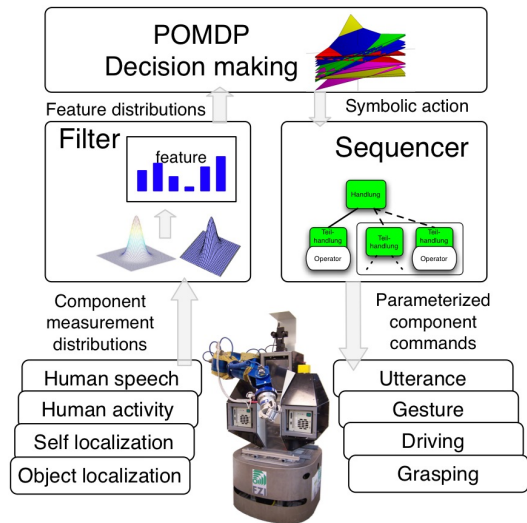 POMDP
Decision making
Feature distributions
Symbolic action
Filter
feature
Sequencer
Handlung
Teil-
handlung
Operator
Teil-
handlung
Teil-
handlung
Operator
Component
measurement
distributions
Parameterized
component
commands
Human speech
Human activity
Self localization
Object localization
Utterance
Gesture
Driving
Grasping
FZI